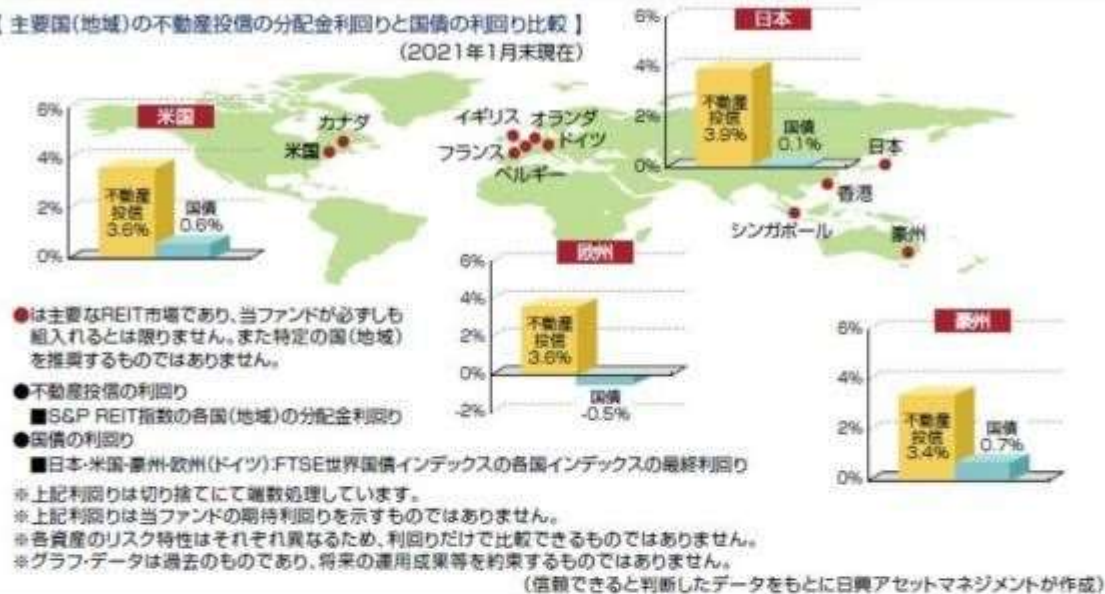 【 主要国(地域)の不動産投信の分配金利回りと国債の利回り比較 】
(2021年1月末現在)
米国
6%
4%
2%
0%
不動産
投信
3.6%
国債
0.6%
カナダ
米国
イギリス
オランダ
フランス
ドイツ
ベルギー
日本
6%
4%
2%
0%
不動産
投信
3.9%
国債
0.1%
日本
香港
シンガポール
豪州
欧州
6%
4%
2%
0%
-2%
不動産
投信
3.6%
国債
-0.5%
豪州
6%
4%
2%
0%
不動産
投信
3.4%
国債
0.7%
●は主要なREIT市場であり、当ファンドが必ずしも
組入れるとは限りません。また特定の国(地域)
を推奨するものではありません。
●不動産投信の利回り
■S&P REIT指数の各国(地域)の分配金利回り
●国債の利回り
■日本・米国・豪州・欧州(ドイツ):FTSE世界国債インデックスの各国インデックスの最終利回り
※上記利回りは切り捨てにて端数処理しています。
※上記利回りは当ファンドの期待利回りを示すものではありません。
※各資産のリスク特性はそれぞれ異なるため、利回りだけで比較できるものではありません。
※グラフ・データは過去のものであり、将来の運用成果等を約束するものではありません。
(信頼できると判断したデータをもとに日興アセットマネジメントが作成)